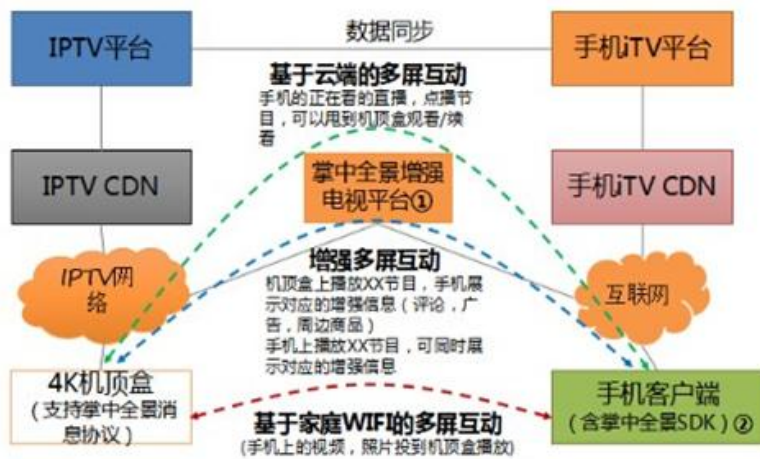 IPTV平台
数据同步
手机iTV平台
基于云端的多屏互动
手机的正在看的直播，点播节
目，可以甩到机顶盒观看/续
看
IPTV CDN
掌中全景增强
电视平台①
手机iTV CDN
IPTV网
络
增强多屏互动
机顶盒上播放XX节目，手机展
示对应的增强信息（评论，广
告，周边商品）
手机上播放XX节目，可同时展
示对应的增强信息
互联网
4K机顶盒
（支持掌中全景消
息协议）
基于家庭WIFI的多屏互动
(手机上的视频，照片投到机顶盒播放)
手机客户端
（含掌中全景SDK）②